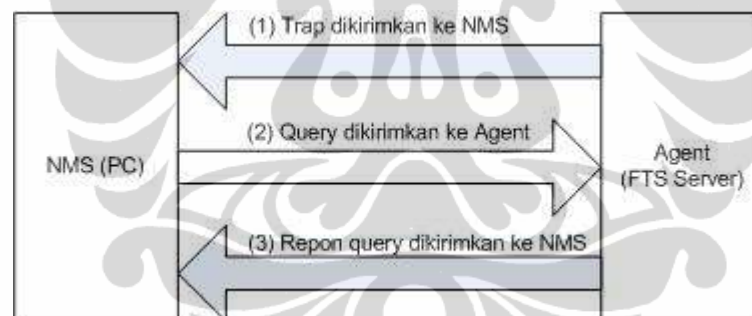 (1) Trap dikirimkan ke NMS
(2) Query dikirimkan ke Agent
NMS (PC)
Agent
(FTS Server)
(3) Repon query dikirimkan ke NMS